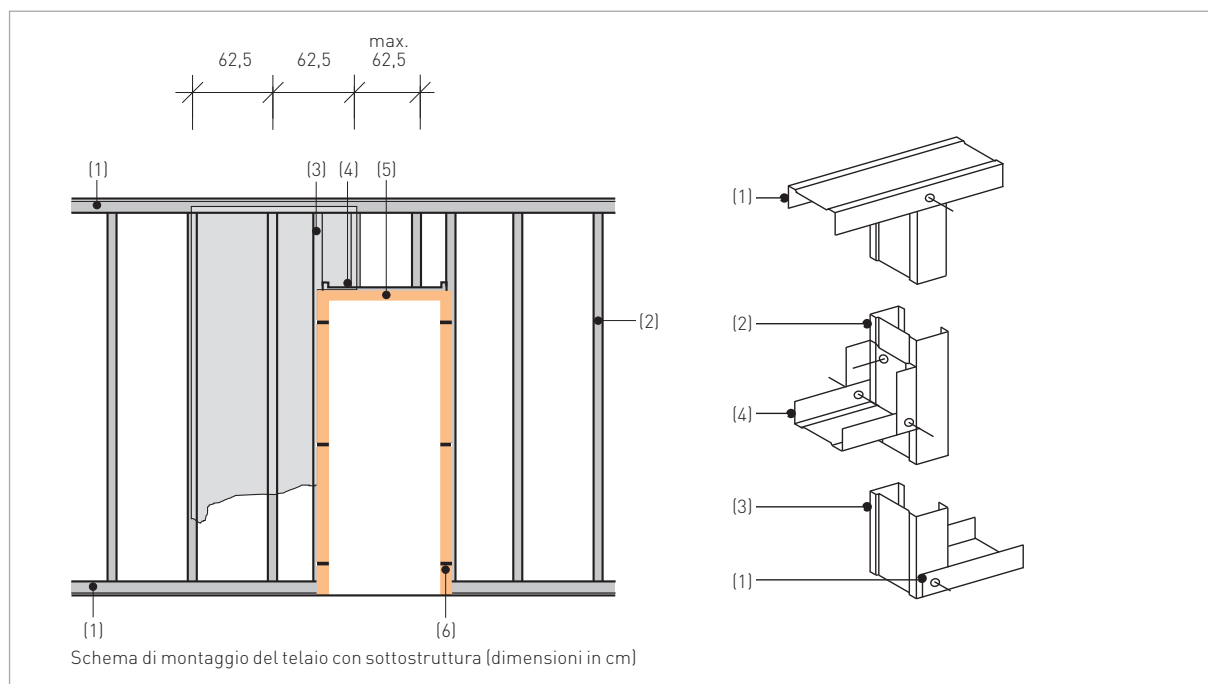 max.
62,5 62,5 62,5
(1) (3) (4) (5)
(2)
(1) (6)
(1)
(2)
(4)
(3)
(1)
Schema di montaggio del telaio con sottostruttura (dimensioni in cm)